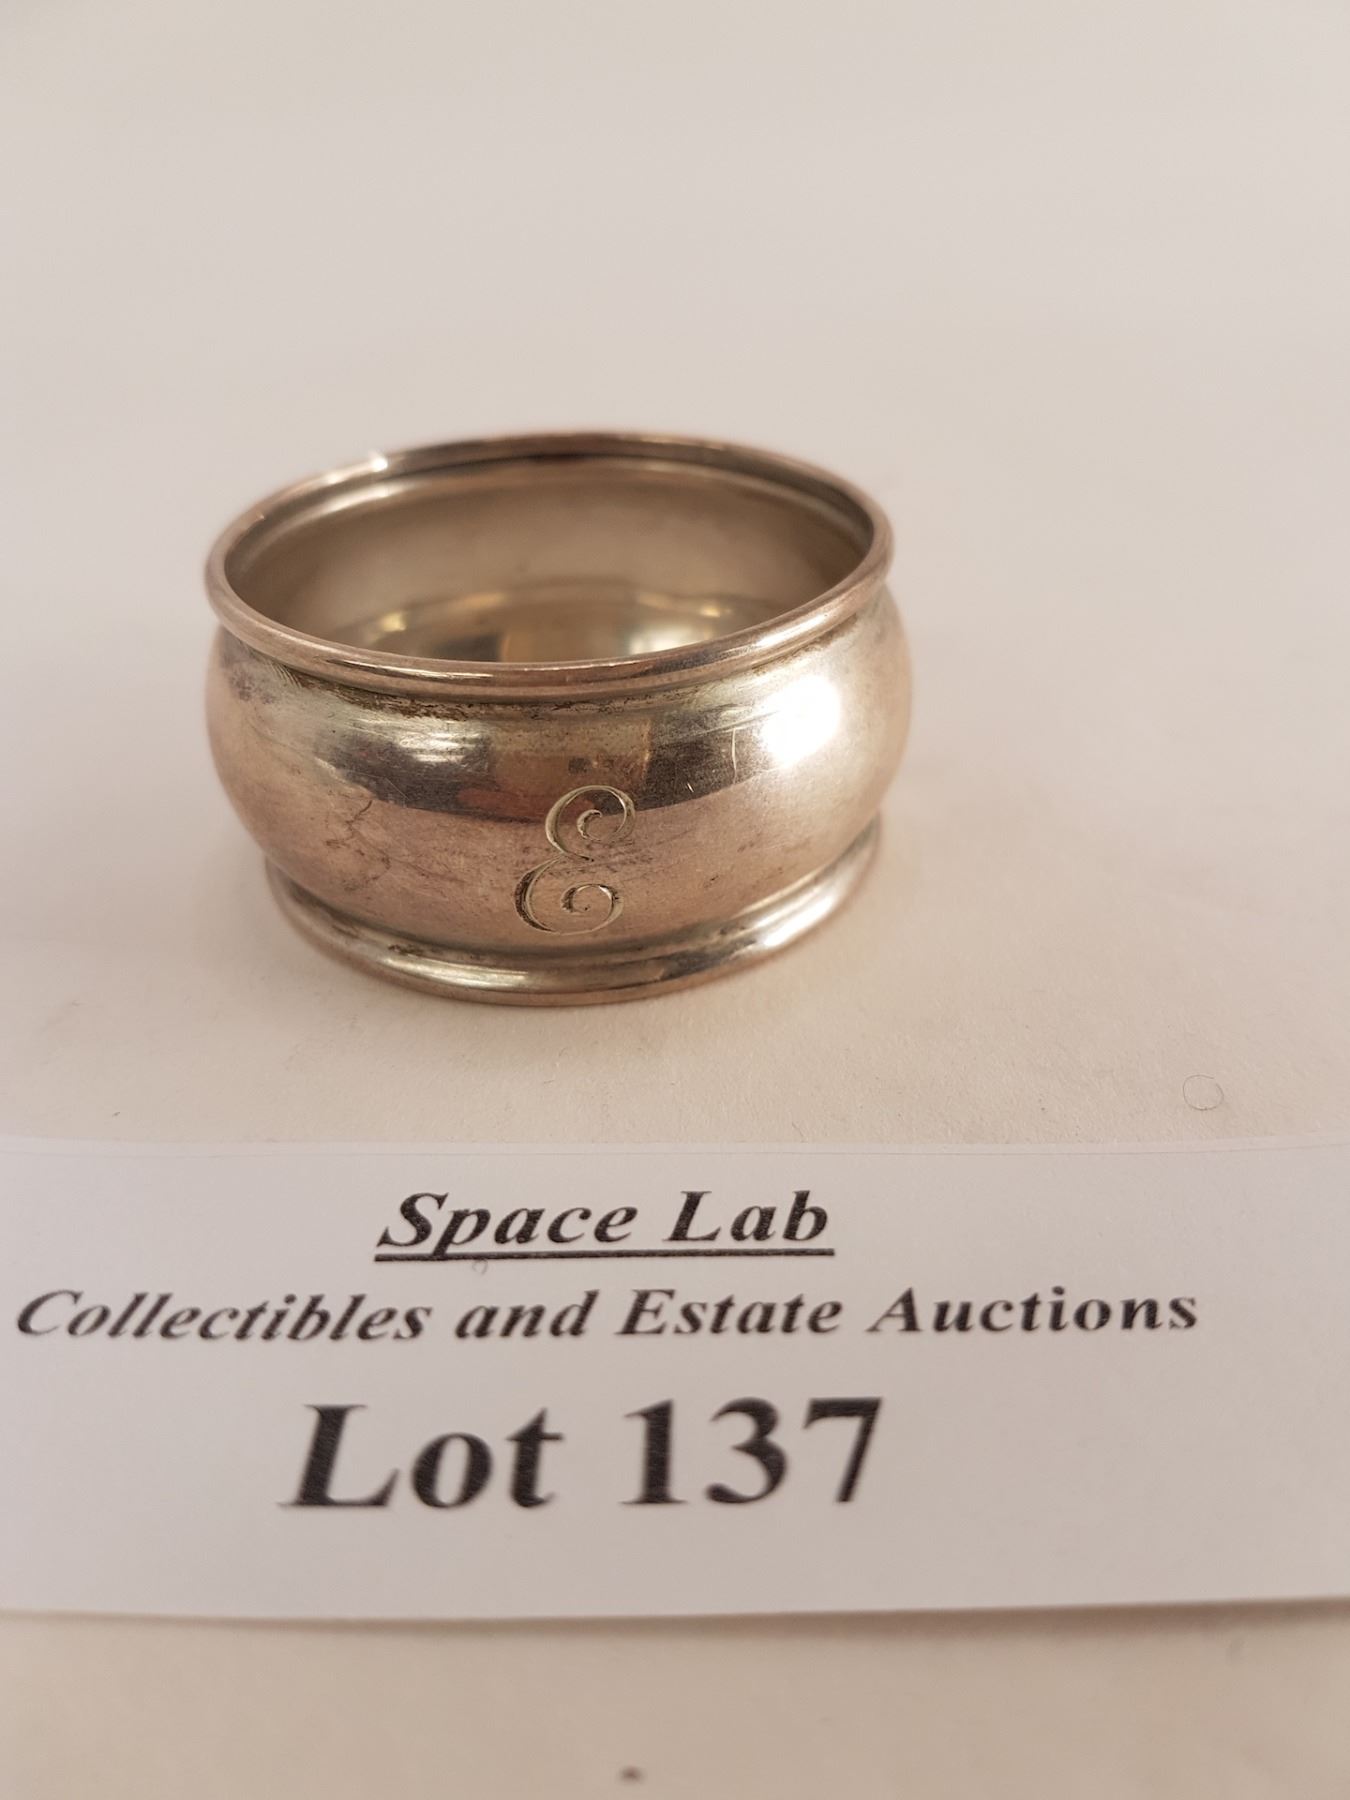 E
Space Lab
Collectibles and Estate Auctions
Lot 137